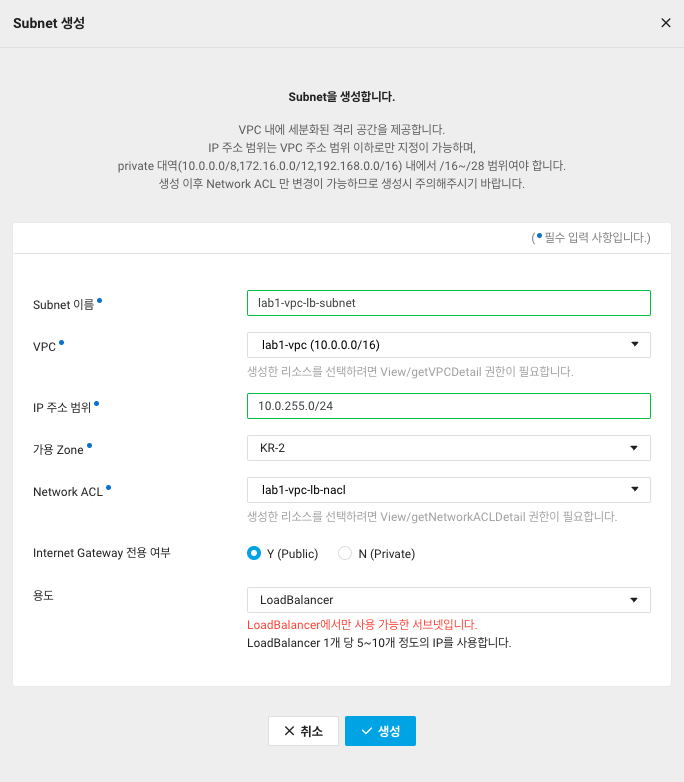 Subnet 생성
Subnet을 생성합니다.
VPC 내에 세분화된 격리 공간을 제공합니다.
IP 주소 범위는 VPC 주소 범위 이하로만 지정이 가능하며,
private 대역(10.0.0.0/8,172.16.0.0/12,192.168.0.0/16) 내에서 /16~/28 범위여야 합니다.
생성 이후 Network ACL 만 변경이 가능하므로 생성시 주의해주시기 바랍니다.
(• 필수 입력 사항입니다.)
Subnet 이름• lab1-vpc-lb-subnet
VPC• lab1-vpc (10.0.0.0/16)
생성한 리소스를 선택하려면 View/getVPCDetail 권한이 필요합니다.
IP 주소 범위• 10.0.255.0/24
가용 Zone• KR-2
Network ACL• lab1-vpc-lb-nacl
생성한 리소스를 선택하려면 View/getNetworkACLDetail 권한이 필요합니다.
Internet Gateway 전용 여부 Y (Public) N (Private)
용도 LoadBalancer
LoadBalancer에서만 사용 가능한 서브넷입니다.
LoadBalancer 1개 당 5~10개 정도의 IP를 사용합니다.
취소 생성